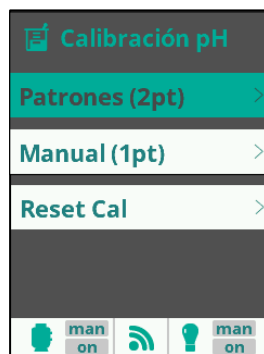 Calibración pH
Patrones (2pt)
Manual (1pt)
Reset Cal
man man
on on